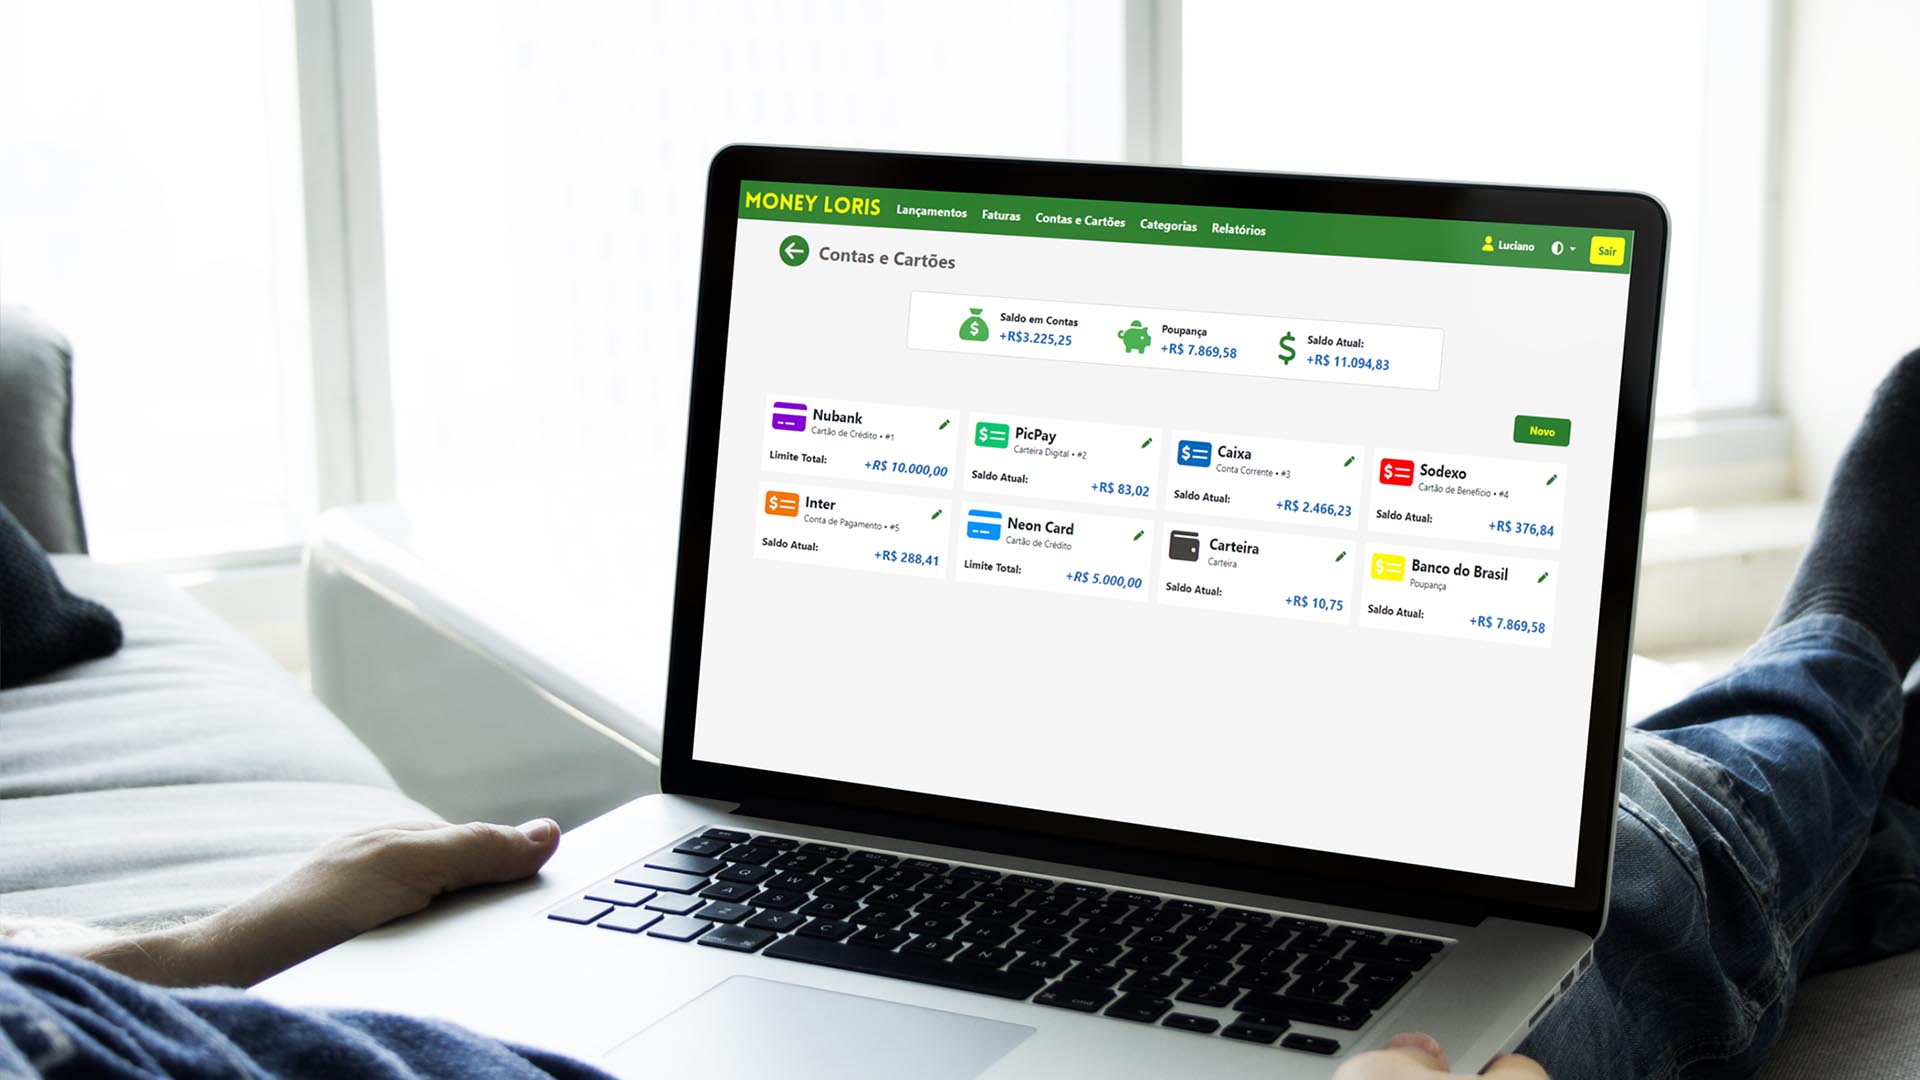 MONEY LORIS Lançamentos Faturas Contas e Cartões Categorias Relatórios Luciano Sair
Contas e Cartões
Saldo em Contas
+R$3.225,25
Poupança
+R$ 7.869,58
Saldo Atual:
+R$ 11.094,83
Novo
Nubank
Cartão de Crédito • #1
Limite Total:
+R$ 10.000,00
PicPay
Carteira Digital • #2
Saldo Atual:
+R$ 83,02
Caixa
Conta Corrente • #3
Saldo Atual:
+R$ 2.466,23
Sodexo
Cartão de Benefício • #4
Saldo Atual:
+R$ 376,84
Inter
Conta de Pagamento • #5
Saldo Atual:
+R$ 288,41
Neon Card
Cartão de Crédito
Limite Total:
+R$ 5.000,00
Carteira
Carteira
Saldo Atual:
+R$ 10,75
Banco do Brasil
Poupança
Saldo Atual:
+R$ 7.869,58